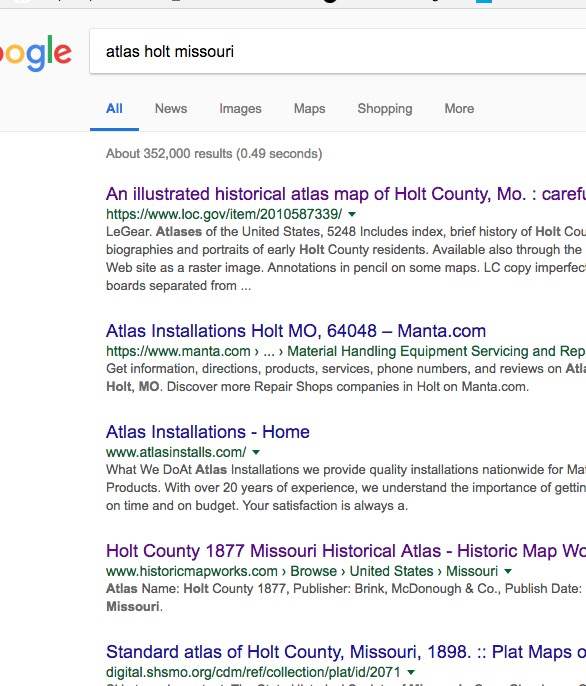 ogle
atlas holt missouri
All News Images Maps Shopping More
About 352,000 results (0.49 seconds)
An illustrated historical atlas map of Holt County, Mo. : carefu
https://www.loc.gov/item/2010587339/
LeGear. Atlases of the United States, 5248 Includes index, brief history of Holt Cou
biographies and portraits of early Holt County residents. Available also through the
Web site as a raster image. Annotations in pencil on some maps. LC copy imperfect
boards separated from ...
Atlas Installations Holt MO, 64048 – Manta.com
https://www.manta.com › ... › Material Handling Equipment Servicing and Rep
Get information, directions, products, services, phone numbers, and reviews on Atla
Holt, MO. Discover more Repair Shops companies in Holt on Manta.com.
Atlas Installations - Home
www.atlasinstalls.com/
What We DoAt Atlas Installations we provide quality installations nationwide for Ma
Products. With over 20 years of experience, we understand the importance of gettin
on time and on budget. Your satisfaction is always a.
Holt County 1877 Missouri Historical Atlas - Historic Map Wo
www.historicmapworks.com › Browse › United States › Missouri
Atlas Name: Holt County 1877, Publisher: Brink, McDonough & Co., Publish Date:
Missouri.
Standard atlas of Holt County, Missouri, 1898. :: Plat Maps o
digital.shsmo.org/cdm/ref/collection/plat/id/2071